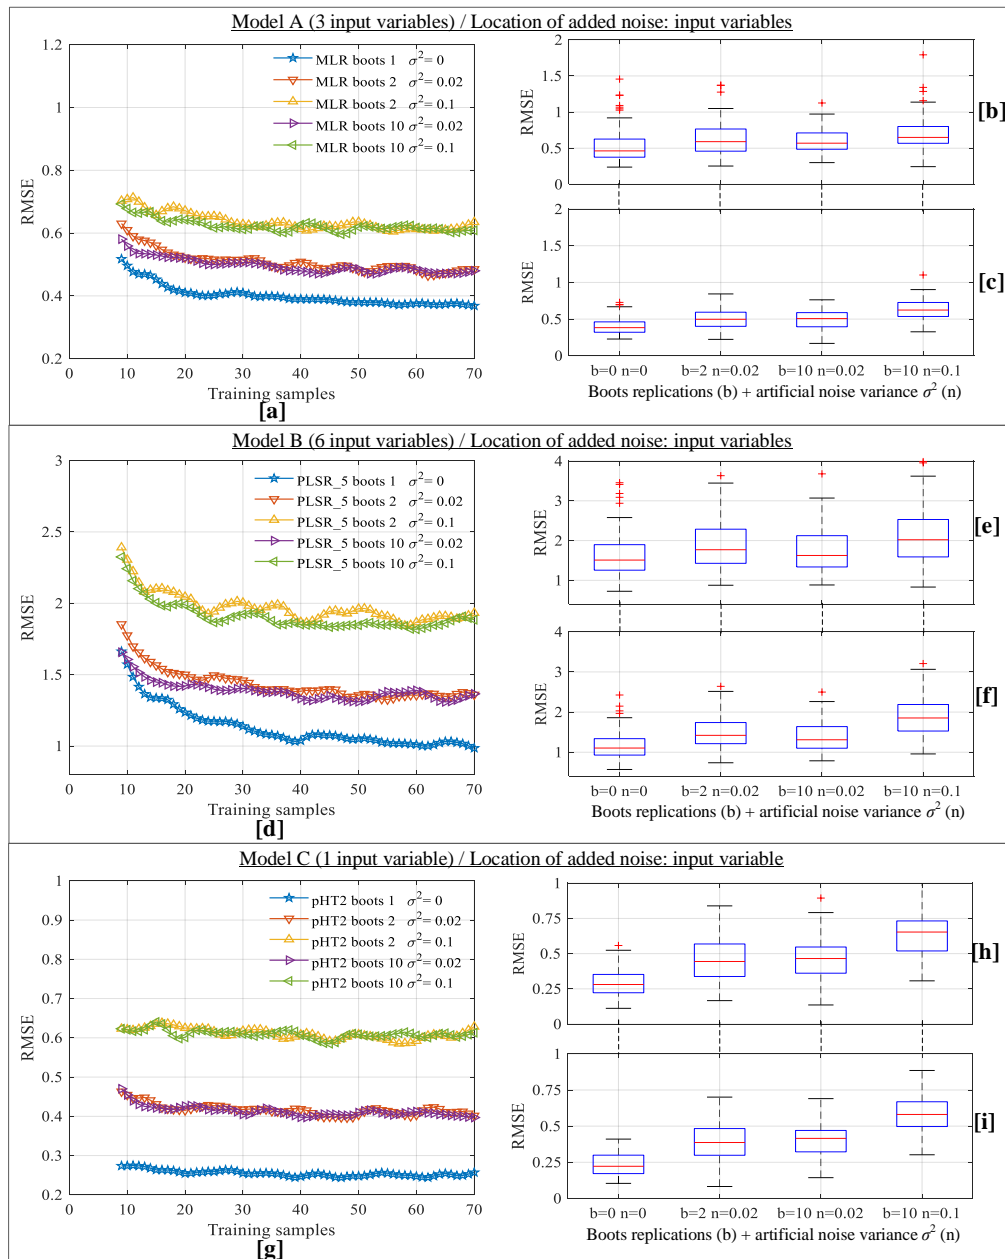 Model A (3 input variables) / Location of added noise: input variables
1.2
1
0.8
0.6
0.4
0.2
RMSE
MLR boots 1 σ²= 0
MLR boots 2 σ²= 0.02
MLR boots 2 σ²= 0.1
MLR boots 10 σ²= 0.02
MLR boots 10 σ²= 0.1
0 10 20 30 40 50 60 70
Training samples
[a]
2
1.5
1
0.5
0
RMSE
[b]
2
1.5
1
0.5
0
RMSE
[c]
b=0 n=0 b=2 n=0.02 b=10 n=0.02 b=10 n=0.1
Boots replications (b) + artificial noise variance σ² (n)
Model B (6 input variables) / Location of added noise: input variables
3
2.5
2
1.5
1
RMSE
PLSR_5 boots 1 σ²= 0
PLSR_5 boots 2 σ²= 0.02
PLSR_5 boots 2 σ²= 0.1
PLSR_5 boots 10 σ²= 0.02
PLSR_5 boots 10 σ²= 0.1
0 10 20 30 40 50 60 70
Training samples
[d]
4
3
2
1
RMSE
[e]
4
3
2
1
RMSE
[f]
b=0 n=0 b=2 n=0.02 b=10 n=0.02 b=10 n=0.1
Boots replications (b) + artificial noise variance σ² (n)
Model C (1 input variable) / Location of added noise: input variable
1
0.9
0.8
0.7
0.6
0.5
0.4
0.3
0.2
RMSE
pHT2 boots 1 σ²= 0
pHT2 boots 2 σ²= 0.02
pHT2 boots 2 σ²= 0.1
pHT2 boots 10 σ²= 0.02
pHT2 boots 10 σ²= 0.1
0 10 20 30 40 50 60 70
Training samples
[g]
1
0.75
0.5
0.25
0
RMSE
[h]
1
0.75
0.5
0.25
0
RMSE
[i]
b=0 n=0 b=2 n=0.02 b=10 n=0.02 b=10 n=0.1
Boots replications (b) + artificial noise variance σ² (n)